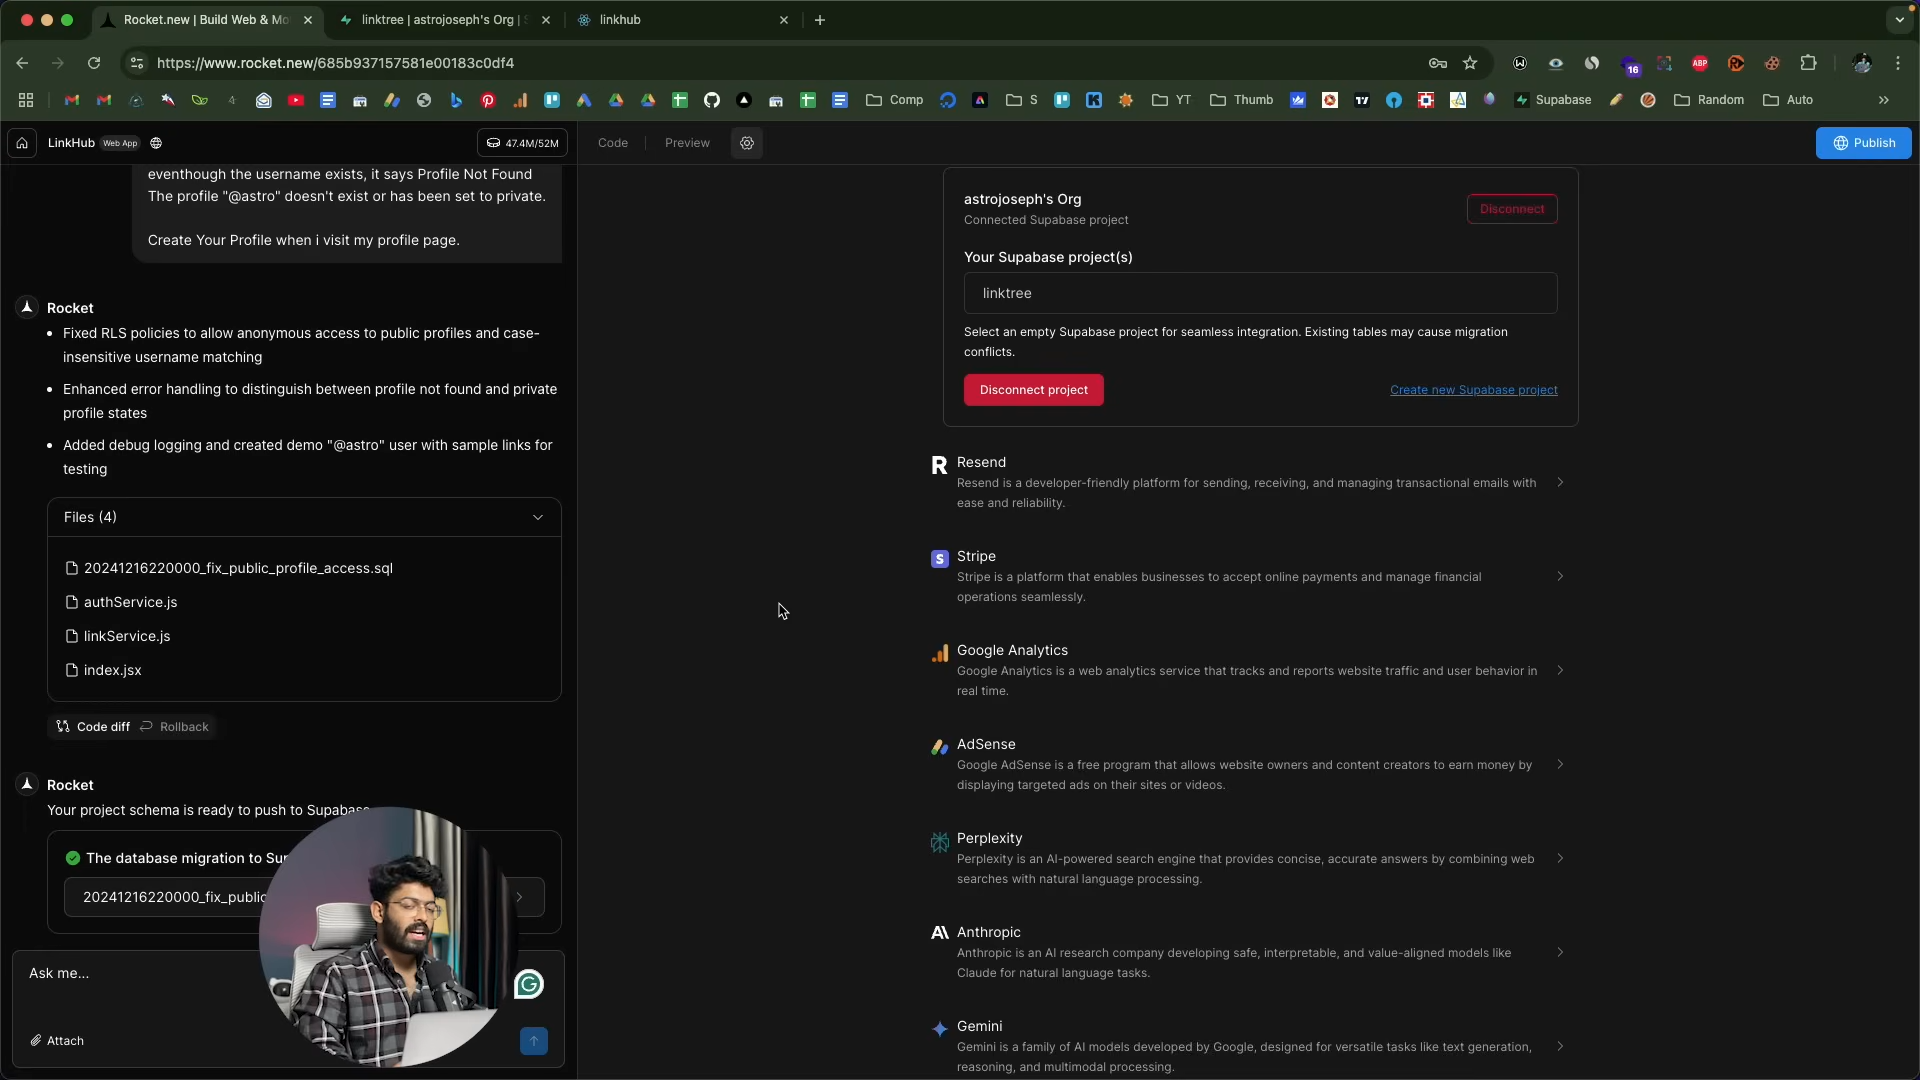 Rocket.new | Build Web & Mo
linktree | astrojoseph's Org | S
linkhub
https://www.rocket.new/685b937157581e00183c0df4
16
ABP
Comp
S
YT
Thumb
17
Supabase
Random
Auto
LinkHub
Web App
47.4M/52M
Code
Preview
Publish
eventhough the username exists, it says Profile Not Found
The profile "@astro" doesn't exist or has been set to private.
Create Your Profile when i visit my profile page.
Rocket
Fixed RLS policies to allow anonymous access to public profiles and case-
insensitive username matching
Enhanced error handling to distinguish between profile not found and private
profile states
Added debug logging and created demo "@astro" user with sample links for
testing
Files (4)
20241216220000_fix_public_profile_access.sql
authService.js
linkService.js
index.jsx
Code diff
Rollback
Rocket
Your project schema is ready to push to Supabase
The database migration to Su
20241216220000_fix_public
Ask me...
Attach
astrojoseph's Org
Connected Supabase project
Disconnect
Your Supabase project(s)
linktree
Select an empty Supabase project for seamless integration. Existing tables may cause migration
conflicts.
Disconnect project
Create new Supabase project
Resend
Resend is a developer-friendly platform for sending, receiving, and managing transactional emails with
ease and reliability.
Stripe
Stripe is a platform that enables businesses to accept online payments and manage financial
operations seamlessly.
Google Analytics
Google Analytics is a web analytics service that tracks and reports website traffic and user behavior in
real time.
AdSense
Google AdSense is a free program that allows website owners and content creators to earn money by
displaying targeted ads on their sites or videos.
Perplexity
Perplexity is an AI-powered search engine that provides concise, accurate answers by combining web
searches with natural language processing.
Anthropic
Anthropic is an AI research company developing safe, interpretable, and value-aligned models like
Claude for natural language tasks.
Gemini
Gemini is a family of AI models developed by Google, designed for versatile tasks like text generation,
reasoning, and multimodal processing.